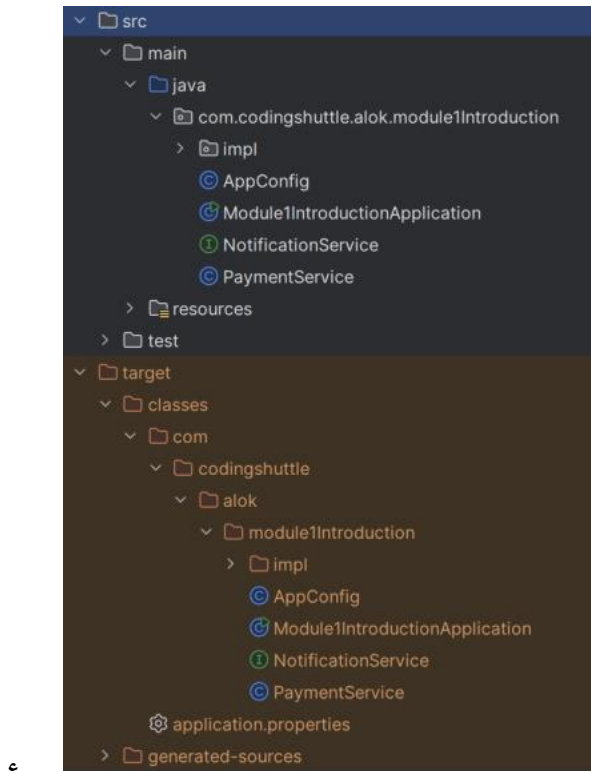 src
main
java
com.codingshuttle.alok.module1Introduction
impl
AppConfig
Module1IntroductionApplication
NotificationService
PaymentService
resources
test
target
classes
com
codingshuttle
alok
module1Introduction
impl
AppConfig
Module1IntroductionApplication
NotificationService
PaymentService
application.properties
generated-sources